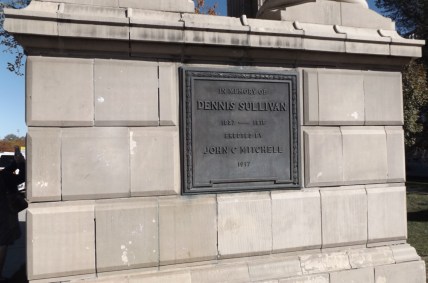 IN MEMORY OF
DENNIS SULLIVAN
ERECTED BY
JOHN C MITCHELL